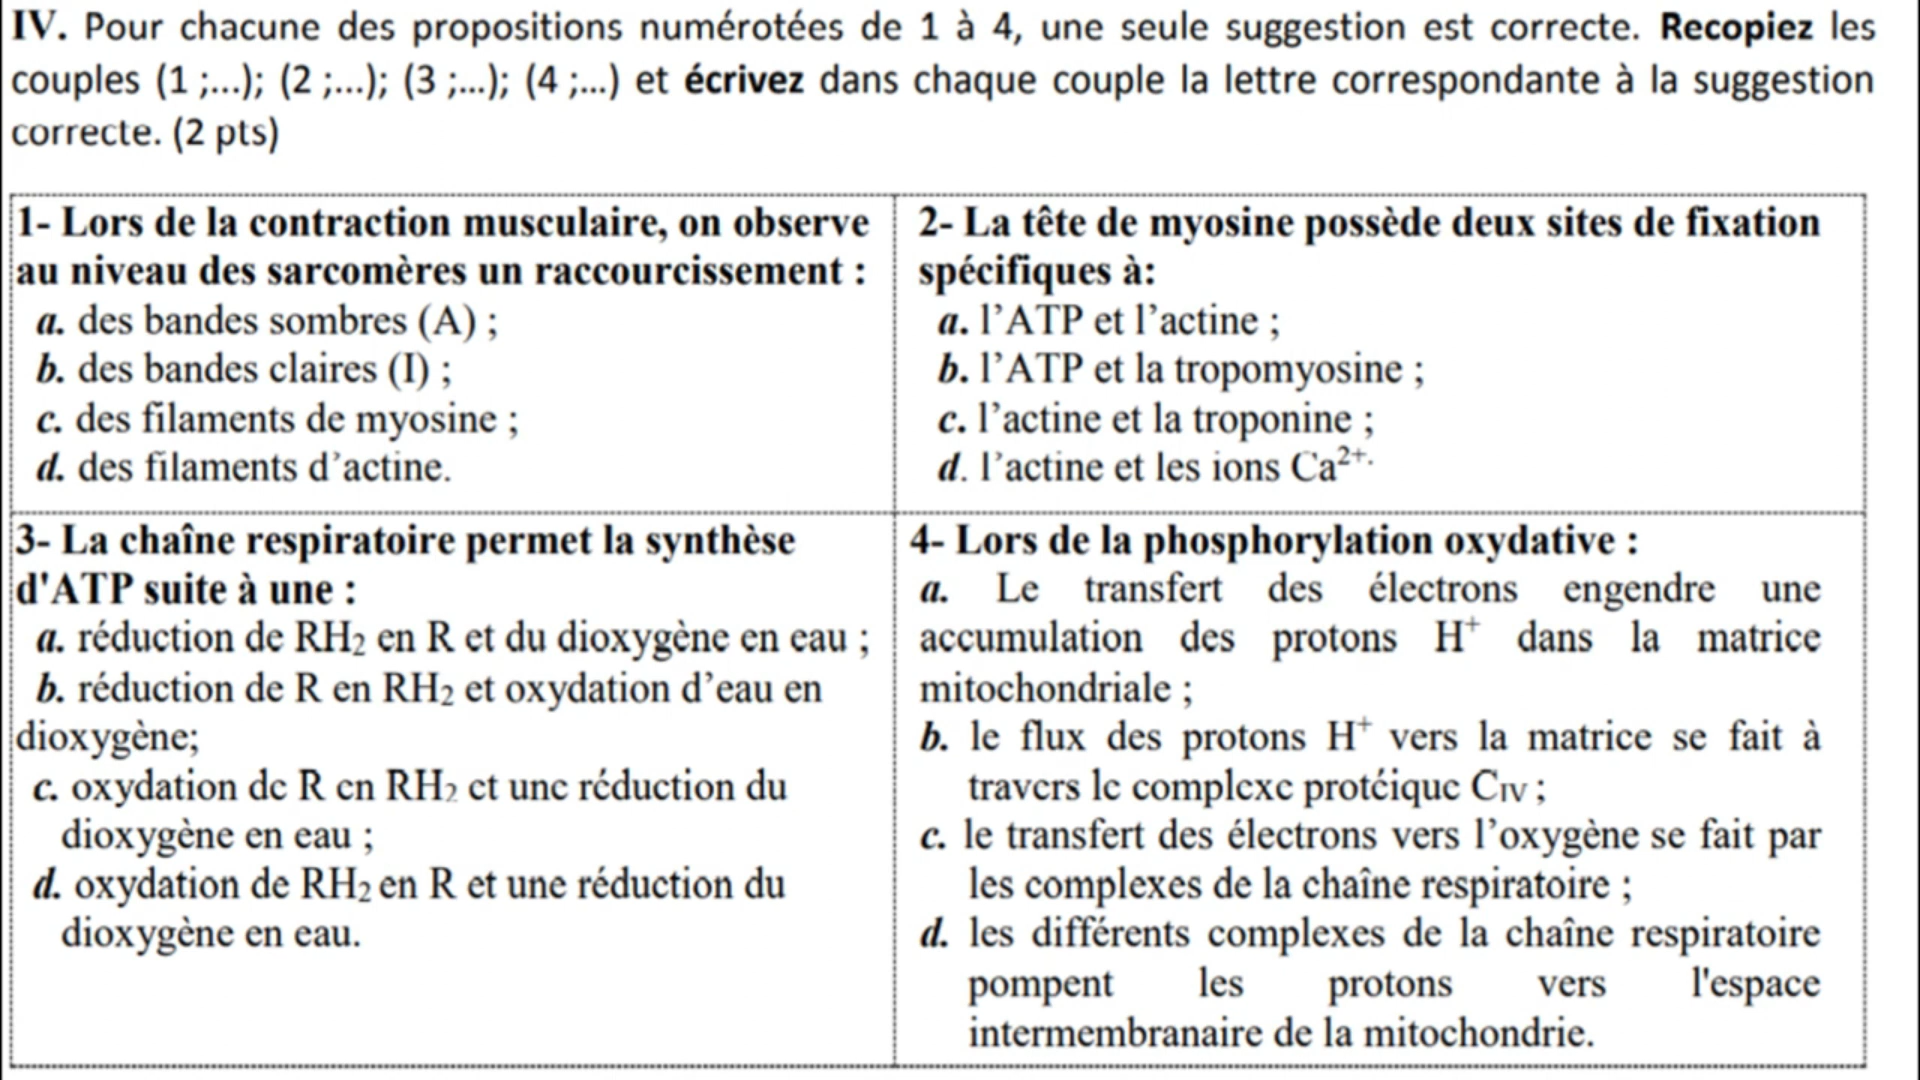 IV. Pour chacune des propositions numérotées de 1 à 4, une seule suggestion est correcte. Recopiez les
couples (1 ;...); (2 ;...); (3 ;...); (4 ;...) et écrivez dans chaque couple la lettre correspondante à la suggestion
correcte. (2 pts)
1- Lors de la contraction musculaire, on observe
au niveau des sarcomères un raccourcissement :
a. des bandes sombres (A) ;
b. des bandes claires (I) ;
c. des filaments de myosine ;
d. des filaments d’actine.
2- La tête de myosine possède deux sites de fixation
spécifiques à:
a. l’ATP et l’actine ;
b. l’ATP et la tropomyosine ;
c. l’actine et la troponine ;
d. l’actine et les ions Ca²⁺.
3- La chaîne respiratoire permet la synthèse
d'ATP suite à une :
a. réduction de RH₂ en R et du dioxygène en eau ;
b. réduction de R en RH₂ et oxydation d’eau en
dioxygène;
c. oxydation de R en RH₂ et une réduction du
dioxygène en eau ;
d. oxydation de RH₂ en R et une réduction du
dioxygène en eau.
4- Lors de la phosphorylation oxydative :
a. Le transfert des électrons engendre une
accumulation des protons H⁺ dans la matrice
mitochondriale ;
b. le flux des protons H⁺ vers la matrice se fait à
travers le complexe protéique CIV ;
c. le transfert des électrons vers l’oxygène se fait par
les complexes de la chaîne respiratoire ;
d. les différents complexes de la chaîne respiratoire
pompent les protons vers l'espace
intermembranaire de la mitochondrie.